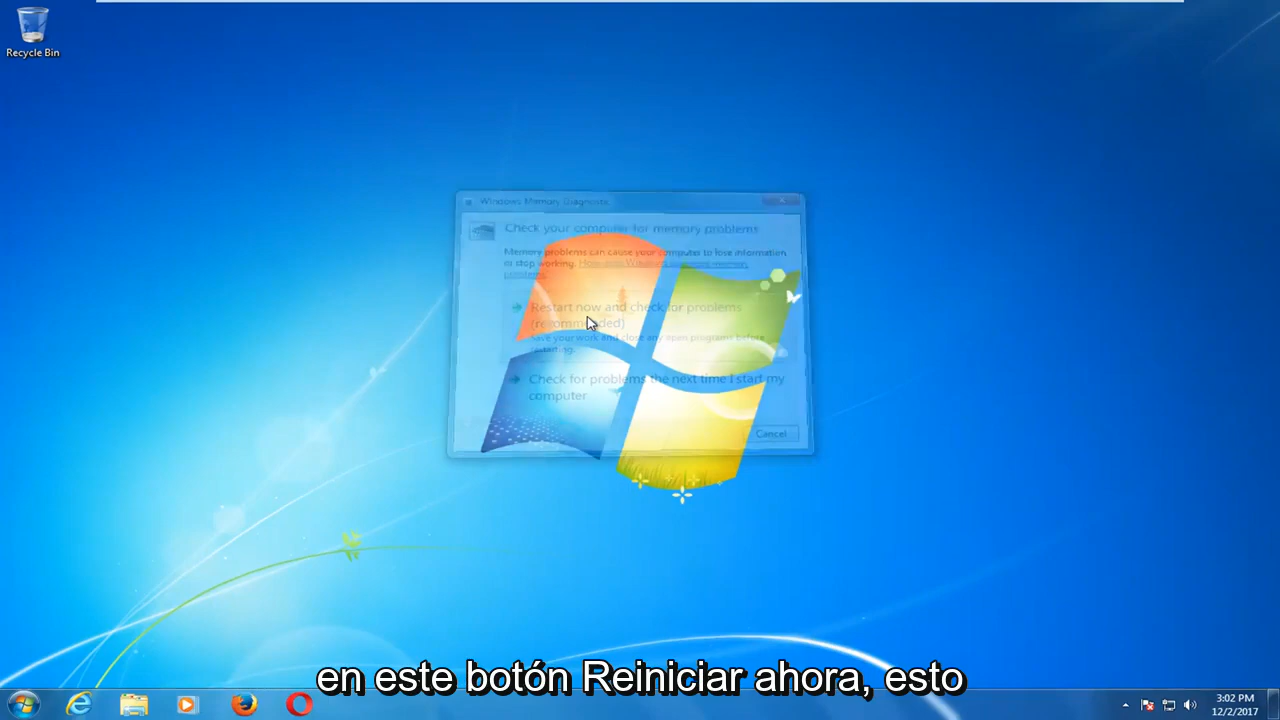 Recycle Bin
Windows Memory Diagnostic
Check your computer for memory problems
Memory problems can cause your computer to lose information
or stop working.
problems.
Restart now and check for problems
(recommended)
Save your work and close any open programs before
restarting.
Check for problems the next time I start my
computer
Cancel
en este botón Reiniciar ahora, esto
3:02 PM
12/2/2017